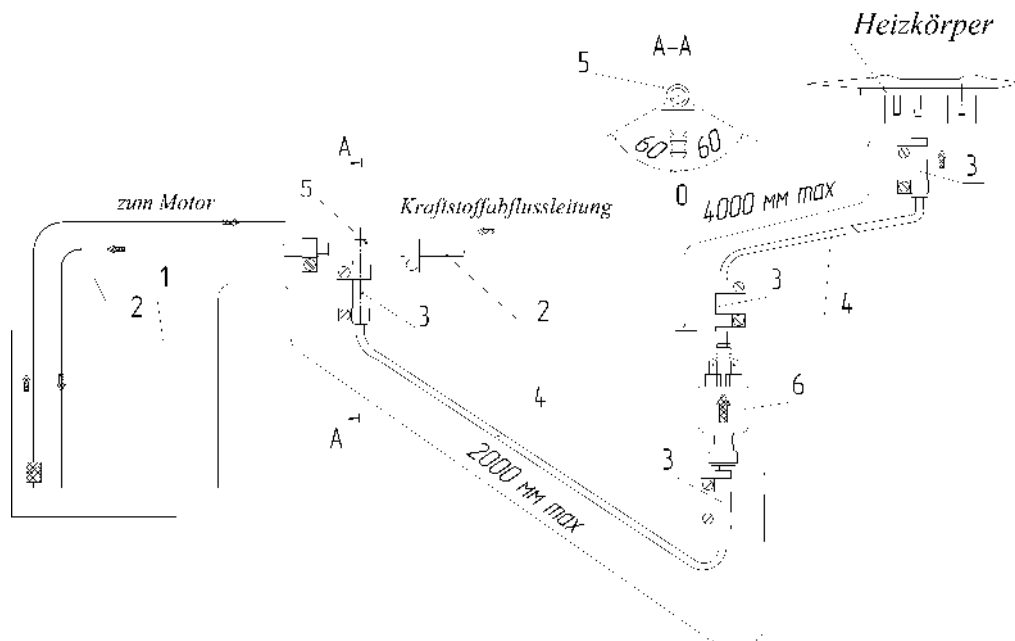 Heizkörper
A-A
5
60 60
0
4000 мм max
3
A
5
zum Motor
Kraftstoffabflussleitung
1
2
3
2
3
4
4
6
A
3
2000 мм max